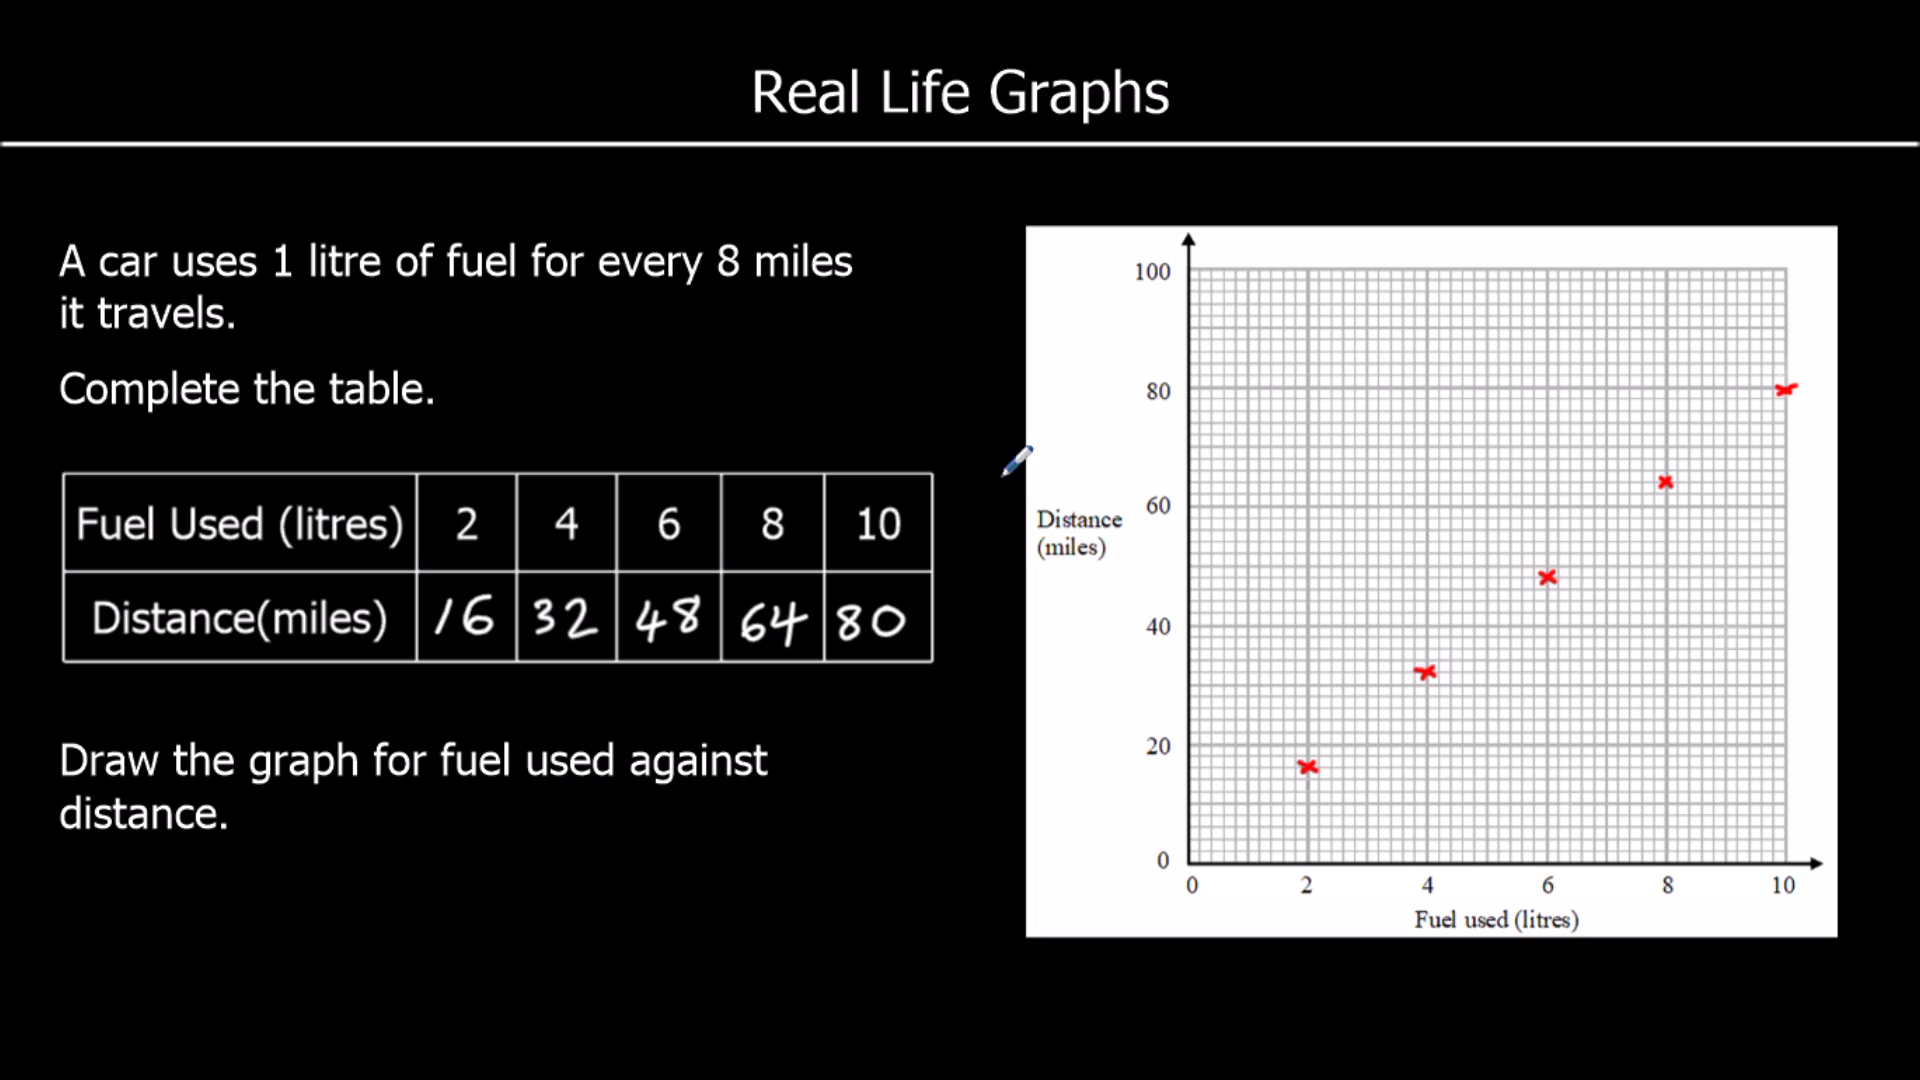 Real Life Graphs
A car uses 1 litre of fuel for every 8 miles
it travels.
Complete the table.
Fuel Used (litres) 2 4 6 8 10
Distance(miles) 16 32 48 64 80
Draw the graph for fuel used against
distance.
100
80
60
Distance
(miles)
40
20
0
0 2 4 6 8 10
Fuel used (litres)